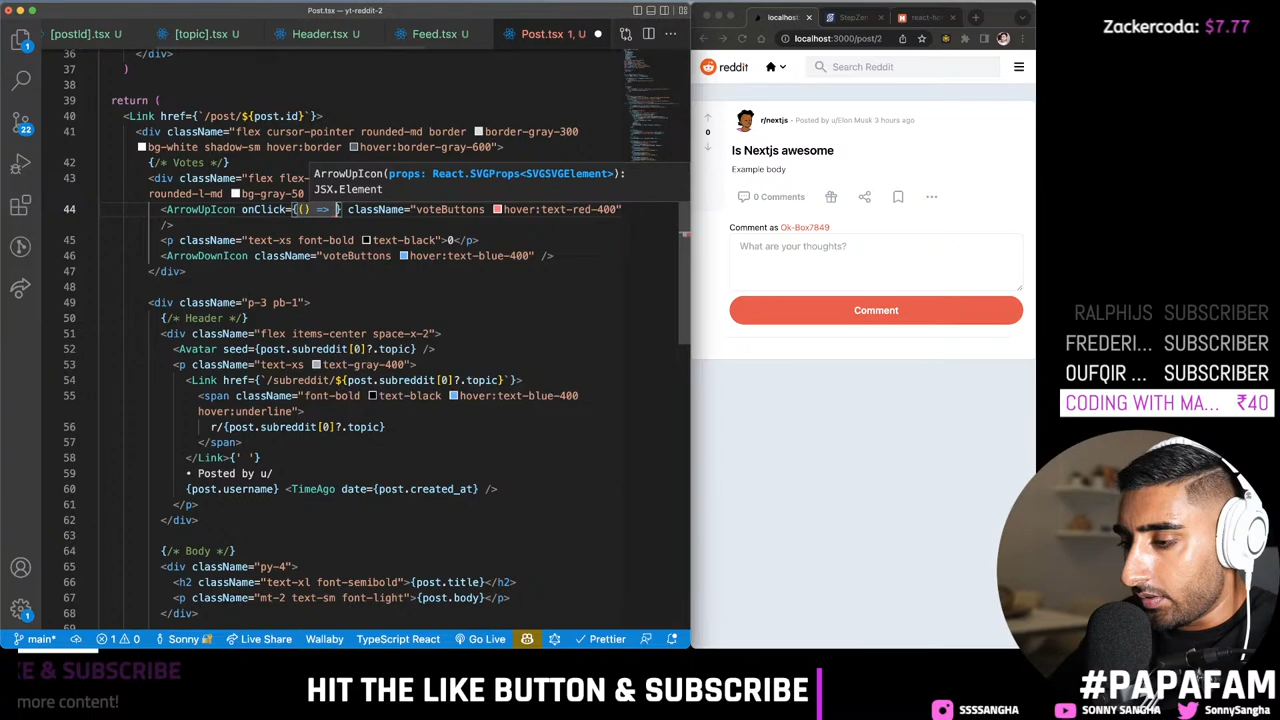 Post.tsx — yt-reddit-2
[postId].tsx U
[topic].tsx U
Header.tsx U
Feed.tsx U
Post.tsx 1, U
36 </div>
37 )
38
39 return (
40 <Link href={`/post/${post.id}`}>
41 <div className="flex cursor-pointer rounded-md border border-gray-300
bg-white shadow-sm hover:border hover:border-gray-600">
42 {/* Votes */}
43 <div className="flex flex-
rounded-l-md bg-gray-50
ArrowUpIcon(props: React.SVGProps<SVGSVGElement>):
JSX.Element
44 <ArrowUpIcon onClick={() => } className="voteButtons hover:text-red-400"
/>
45 <p className="text-xs font-bold text-black">0</p>
46 <ArrowDownIcon className="voteButtons hover:text-blue-400" />
47 </div>
48
49 <div className="p-3 pb-1">
50 {/* Header */}
51 <div className="flex items-center space-x-2">
52 <Avatar seed={post.subreddit[0]?.topic} />
53 <p className="text-xs text-gray-400">
54 <Link href={`/subreddit/${post.subreddit[0]?.topic}`}>
55 <span className="font-bold text-black hover:text-blue-400
hover:underline">
56 r/{post.subreddit[0]?.topic}
57 </span>
58 </Link>{' '}
59 • Posted by u/
60 {post.username} <TimeAgo date={post.created_at} />
61 </p>
62 </div>
63
64 {/* Body */}
65 <div className="py-4">
66 <h2 className="text-xl font-semibold">{post.title}</h2>
67 <p className="mt-2 text-sm font-light">{post.body}</p>
68 </div>
1
22
1
main*
1 0
Sonny
Live Share
Wallaby
TypeScript React
Go Live
Prettier
localhost:
StepZen
react-ho
localhost:3000/post/2
reddit
Search Reddit
0
r/nextjs • Posted by u/Elon Musk 3 hours ago
Is Nextjs awesome
Example body
0 Comments
Comment as Ok-Box7849
What are your thoughts?
Comment
Zackercoda: $7.77
RALPHIJS SUBSCRIBER
FREDERI... SUBSCRIBER
OUFQIR ... SUBSCRIBER
CODING WITH MA... ₹40
KE & SUBSCRIBE
more content!
HIT THE LIKE BUTTON & SUBSCRIBE
#PAPAFAM
SSSSANGHA
SONNY SANGHA
SonnySangha